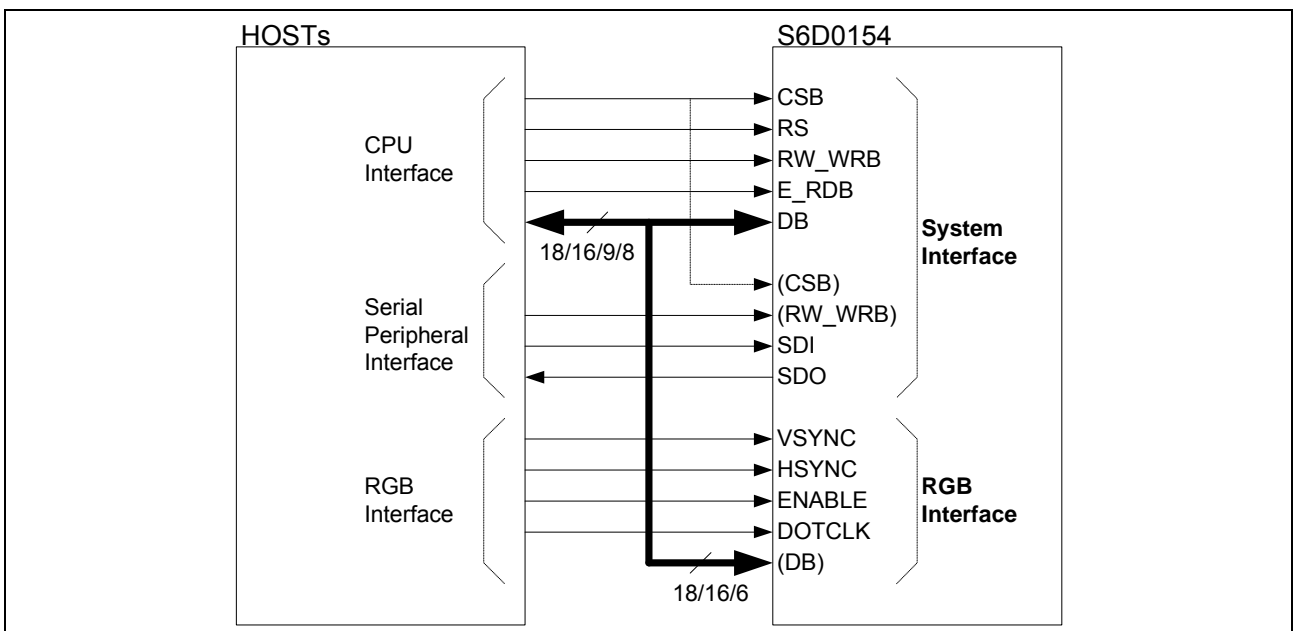 HOSTs
S6D0154
CPU
Interface
CSB
RS
RW_WRB
E_RDB
DB
18/16/9/8
System
Interface
Serial
Peripheral
Interface
(CSB)
(RW_WRB)
SDI
SDO
RGB
Interface
VSYNC
HSYNC
ENABLE
DOTCLK
(DB)
18/16/6
RGB
Interface